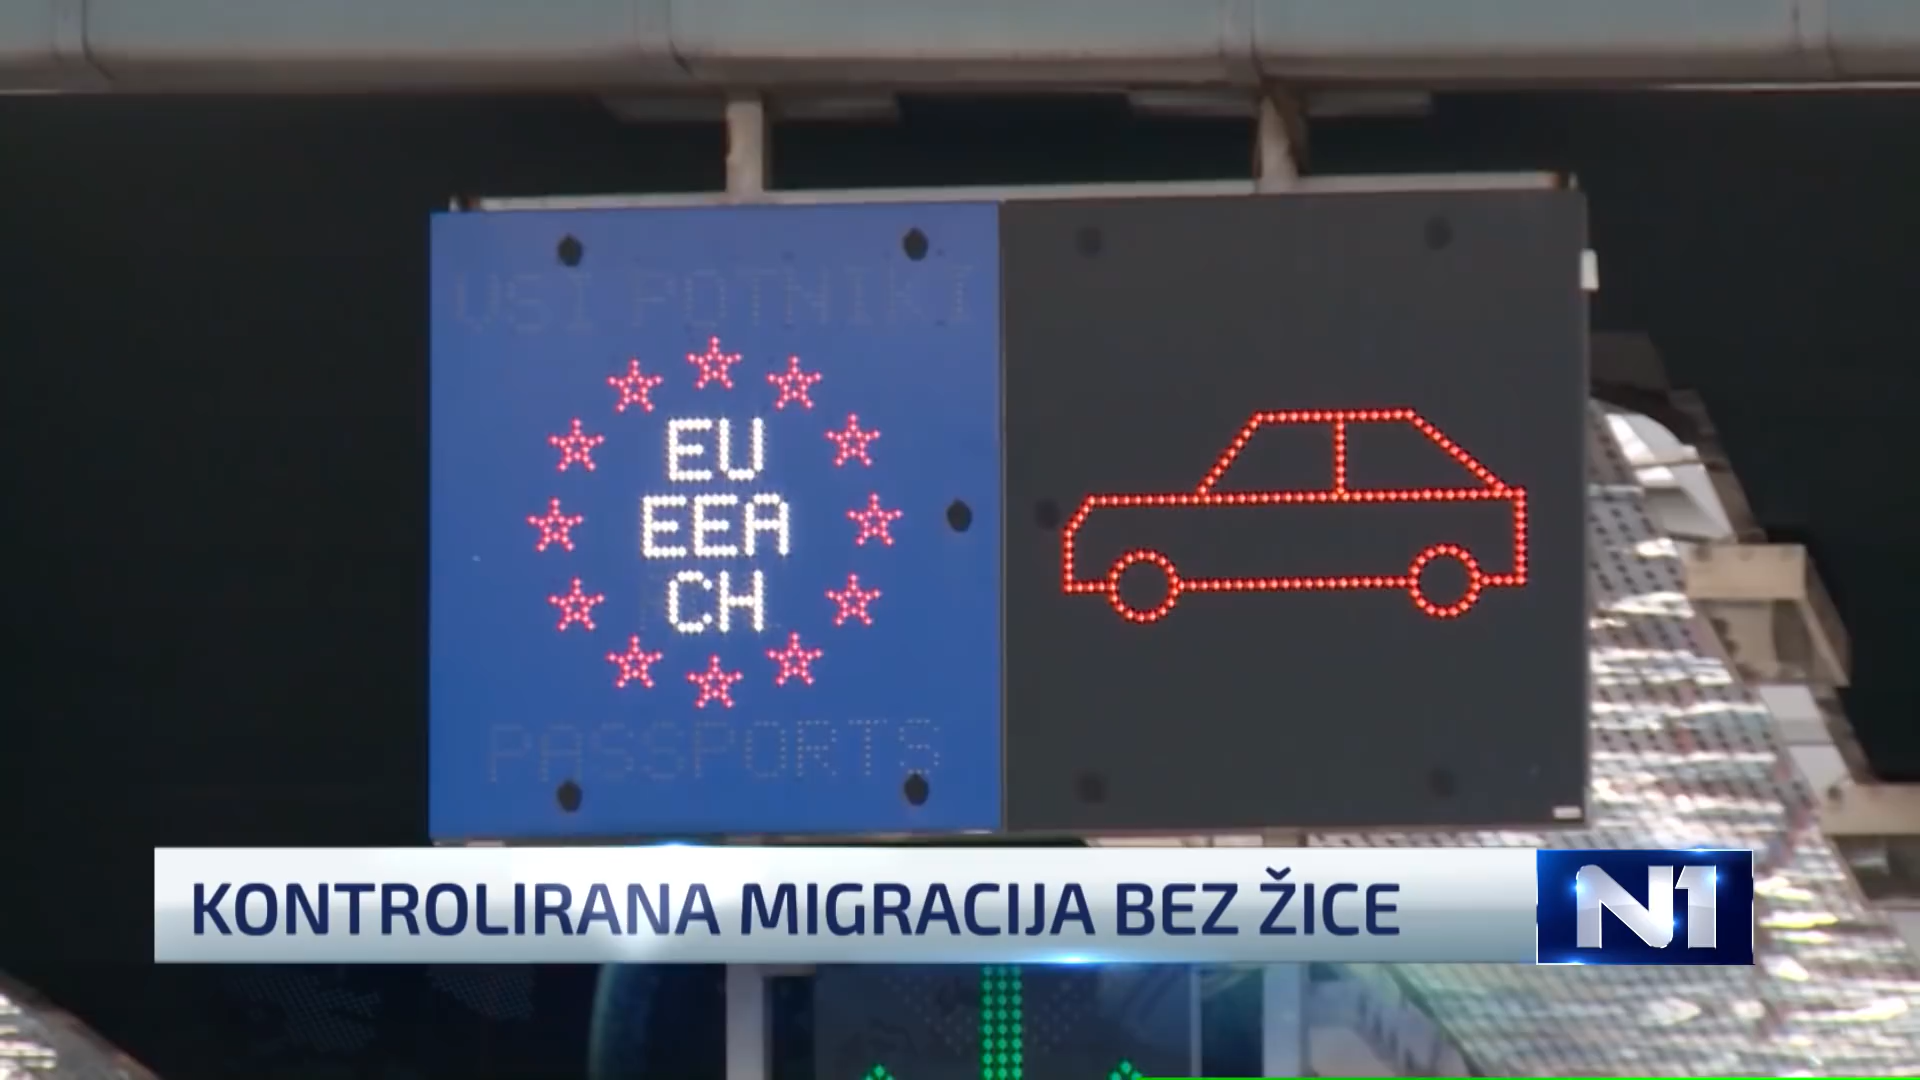 VSI POTNIKI
EU
EEA
CH
PASSPORTS
KONTROLIRANA MIGRACIJA BEZ ŽICE
N1